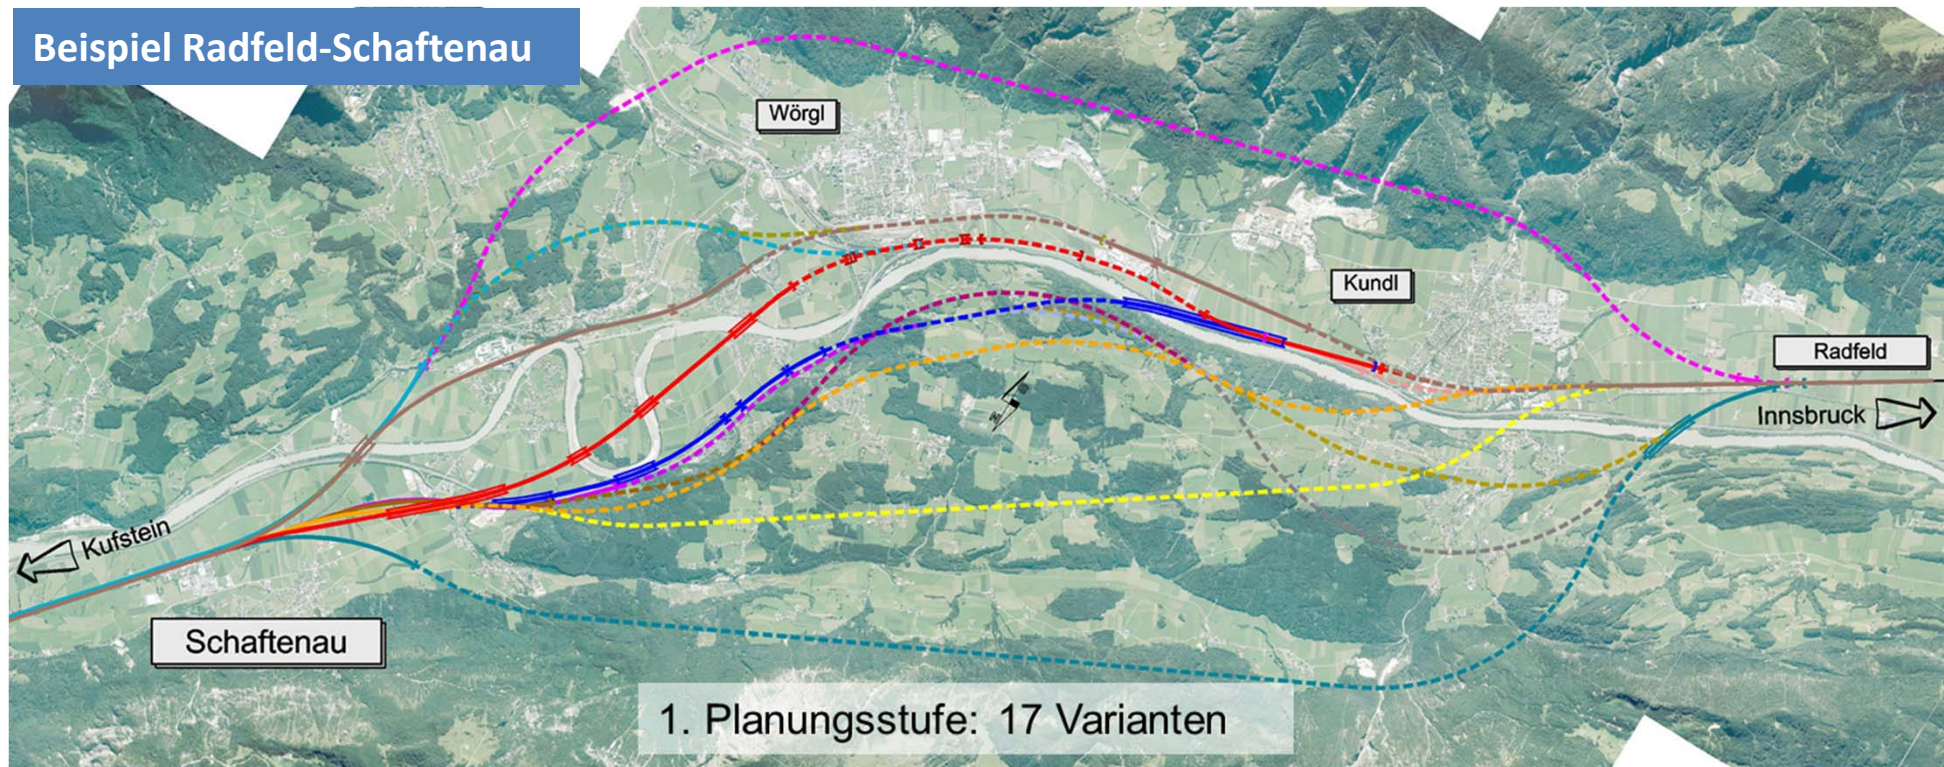 Beispiel Radfeld-Schaftenau
Wörgl
Kundl
Radfeld
Innsbruck
N
Kufstein
Schaftenau
1. Planungsstufe: 17 Varianten